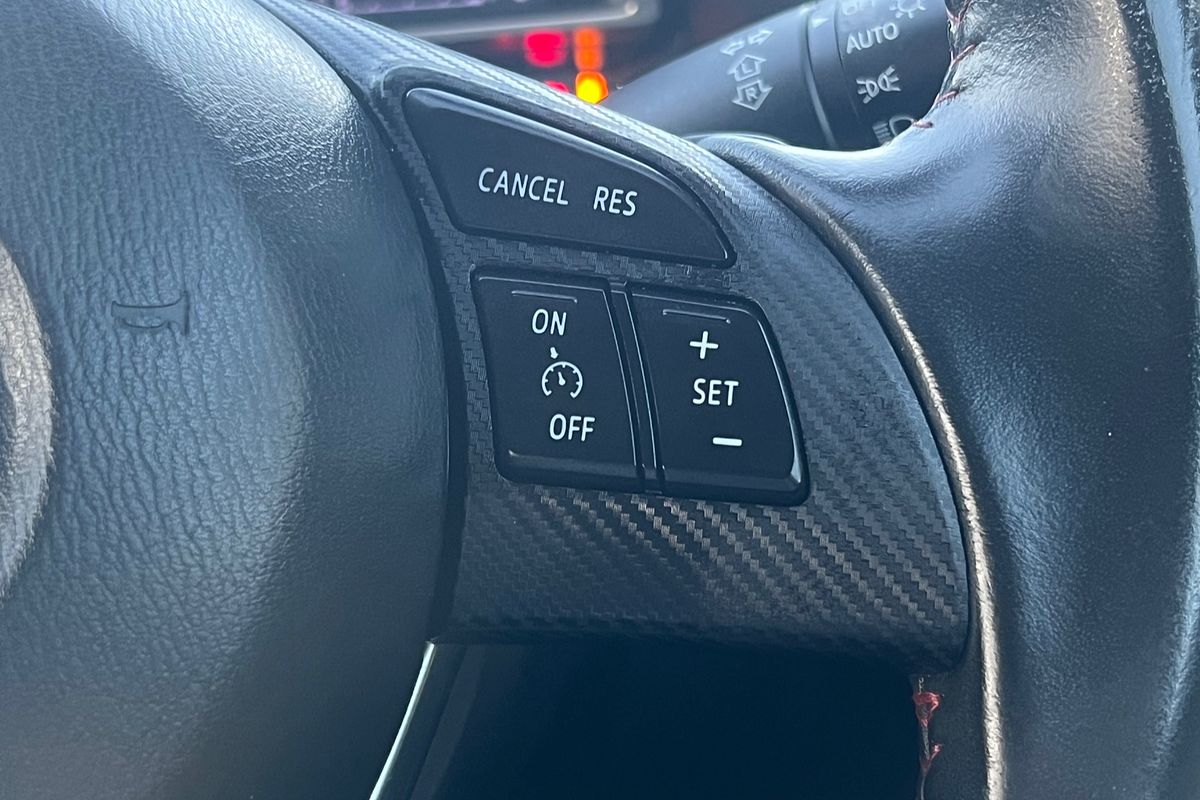 AUTO
CANCEL RES
ON
OFF
+
SET
−